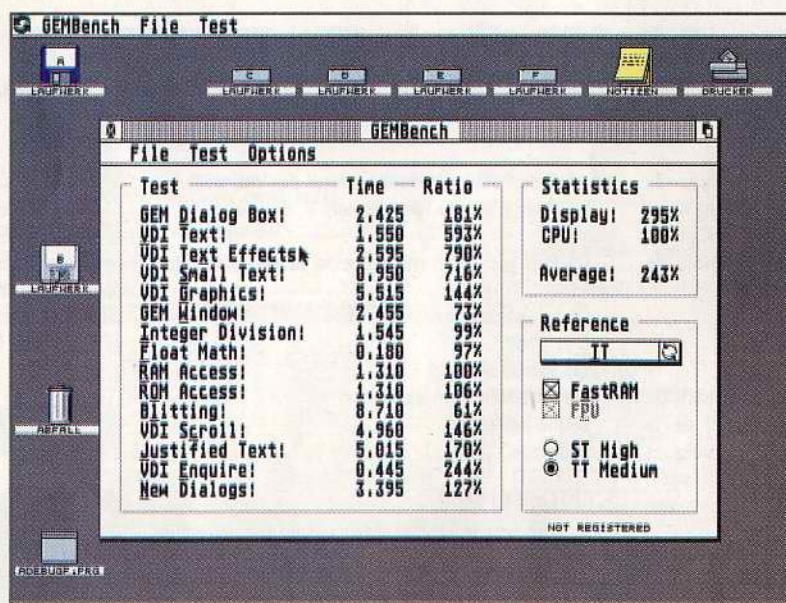 GEMBench File Test
A
LAUFWERK
C
LAUFWERK
D
LAUFWERK
E
LAUFWERK
F
LAUFWERK
NOTIZEN
DRUCKER
GEMBench
File Test Options
Test Time Ratio
GEM Dialog Box: 2.425 181%
VDI Text: 1.550 593%
VDI Text Effects 2.595 790%
VDI Small Text: 0.950 716%
VDI Graphics: 5.515 144%
GEM Window: 2.455 73%
Integer Division: 1.545 99%
Float Math: 0.180 97%
RAM Access: 1.310 100%
ROM Access: 1.310 106%
Blitting: 8.710 61%
VDI Scroll: 4.960 146%
Justified Text: 5.015 170%
VDI Enquire: 0.445 244%
New Dialogs: 3.395 127%
Statistics
Display: 295%
CPU: 100%
Average: 243%
Reference
TT
FastRAM
FPU
ST High
TT Medium
NOT REGISTERED
B
LAUFWERK
ABFALL
ADEBUGF.PRG